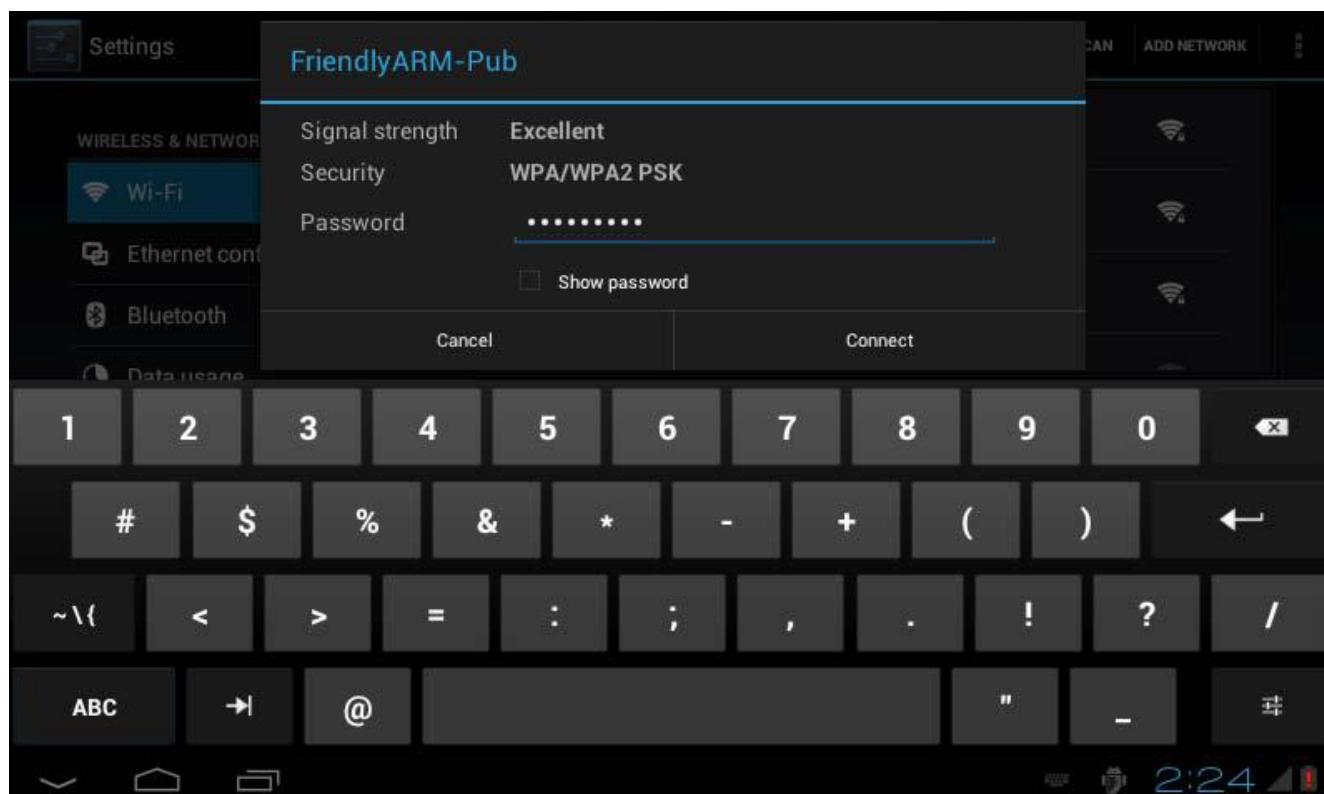 Settings
CAN ADD NETWORK
FriendlyARM-Pub
WIRELESS & NETWOR
Signal strength Excellent
Security WPA/WPA2 PSK
Wi-Fi
Password •••••••••
Ethernet conf
Show password
Bluetooth
Cancel Connect
Data usage
1 2 3 4 5 6 7 8 9 0
# $ % & * - + ( )
~\{ < > = : ; , . ! ? /
ABC @ " _
2:24